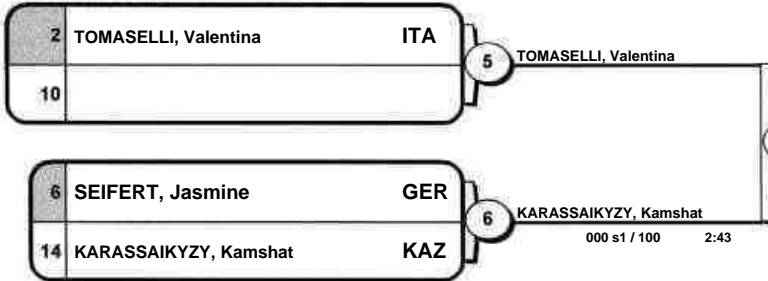 2 TOMASELLI, Valentina ITA
10
5 TOMASELLI, Valentina
6 SEIFERT, Jasmine GER
14 KARASSAIKYZY, Kamshat KAZ
6 KARASSAIKYZY, Kamshat
000 s1 / 100 2:43